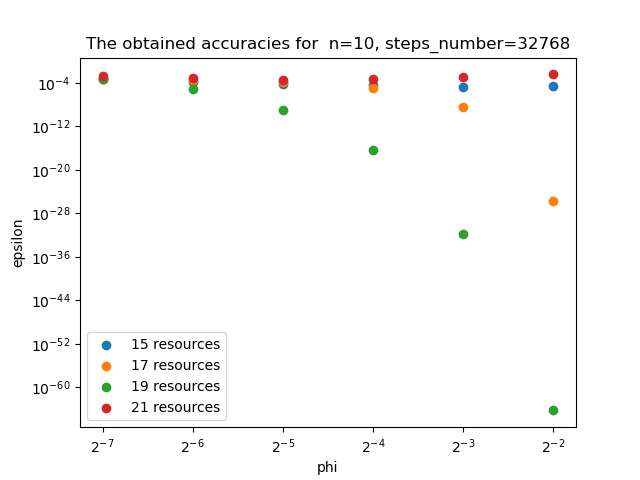 The obtained accuracies for  n=10, steps_number=32768
epsilon
10⁻⁴
10⁻¹²
10⁻²⁰
10⁻²⁸
10⁻³⁶
10⁻⁴⁴
10⁻⁵²
10⁻⁶⁰
15 resources
17 resources
19 resources
21 resources
2⁻⁷ 2⁻⁶ 2⁻⁵ 2⁻⁴ 2⁻³ 2⁻²
phi